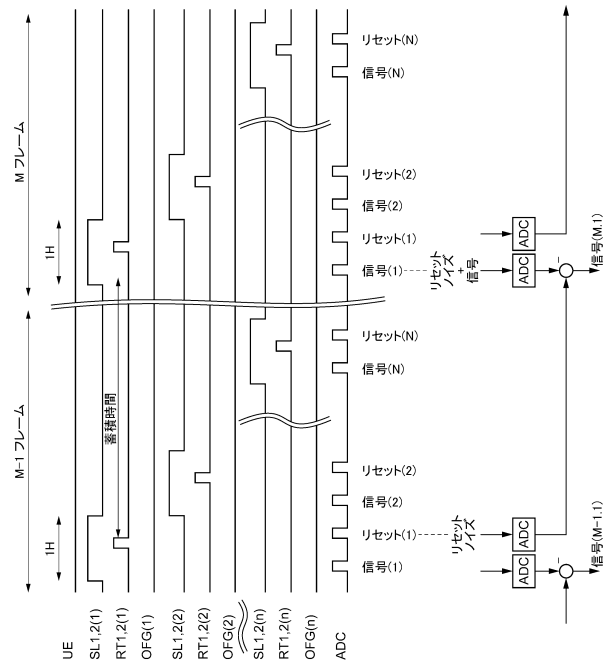 M フレーム
1H
M-1 フレーム
1H
蓄積時間
UE
SL1,2(1)
RT1,2(1)
OFG(1)
SL1,2(2)
RT1,2(2)
OFG(2)
SL1,2(n)
RT1,2(n)
OFG(n)
ADC
リセット(N)
信号(N)
リセット(2)
信号(2)
リセット(1)
信号(1)
リセット
ノイズ
+
信号
ADC
ADC
-
信号(M.1)
リセット(N)
信号(N)
リセット(2)
信号(2)
リセット(1)
信号(1)
リセット
ノイズ
ADC
ADC
-
信号(M-1.1)